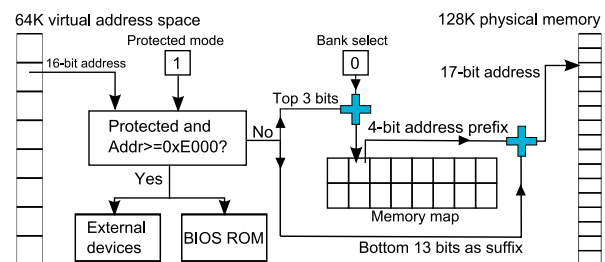 64K virtual address space
128K physical memory
Protected mode
Bank select
16-bit address
1
0
17-bit address
Top 3 bits
Protected and
Addr>=0xE000?
No
4-bit address prefix
Yes
Memory map
External
devices
BIOS ROM
Bottom 13 bits as suffix